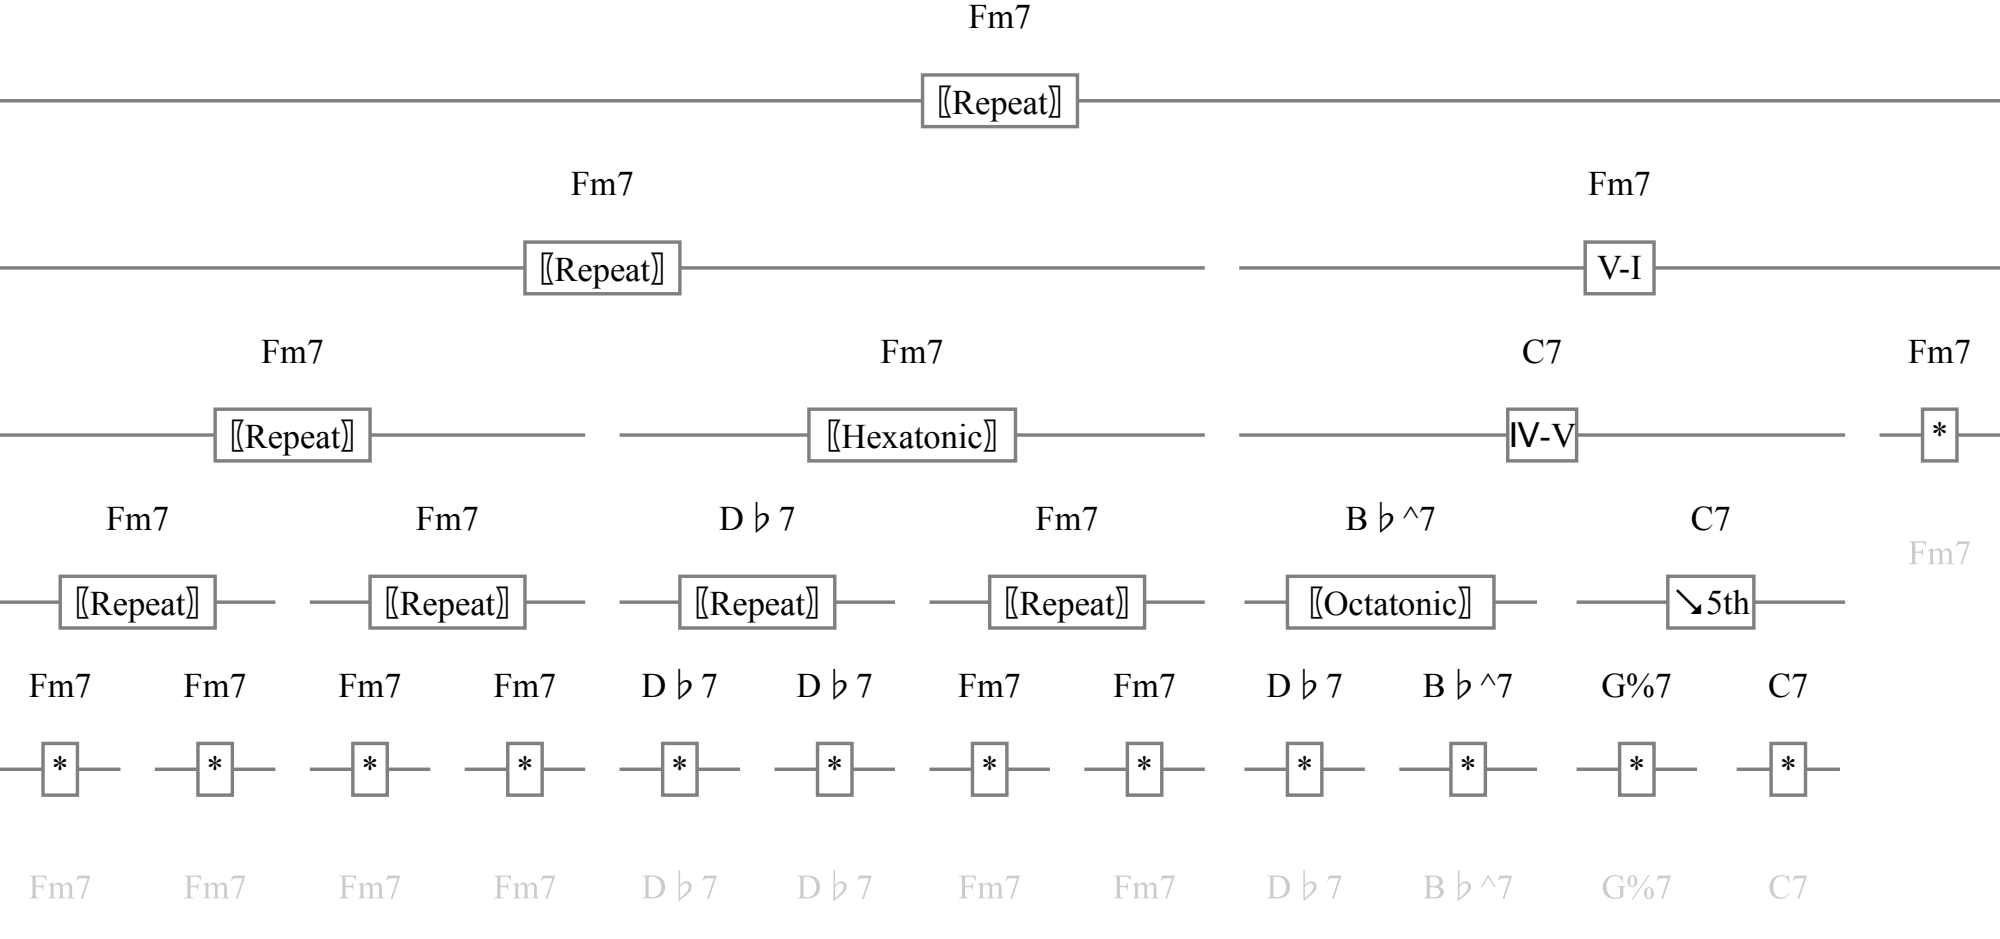 Fm7
⟦Repeat⟧
Fm7 Fm7
⟦Repeat⟧ V-I
Fm7 Fm7 C7 Fm7
⟦Repeat⟧ ⟦Hexatonic⟧ Ⅳ-V *
Fm7 Fm7 D♭7 Fm7 B♭^7 C7
Fm7
⟦Repeat⟧ ⟦Repeat⟧ ⟦Repeat⟧ ⟦Repeat⟧ ⟦Octatonic⟧ ↘5th
Fm7 Fm7 Fm7 Fm7 D♭7 D♭7 Fm7 Fm7 D♭7 B♭^7 G%7 C7
* * * * * * * * * * * *
Fm7 Fm7 Fm7 Fm7 D♭7 D♭7 Fm7 Fm7 D♭7 B♭^7 G%7 C7